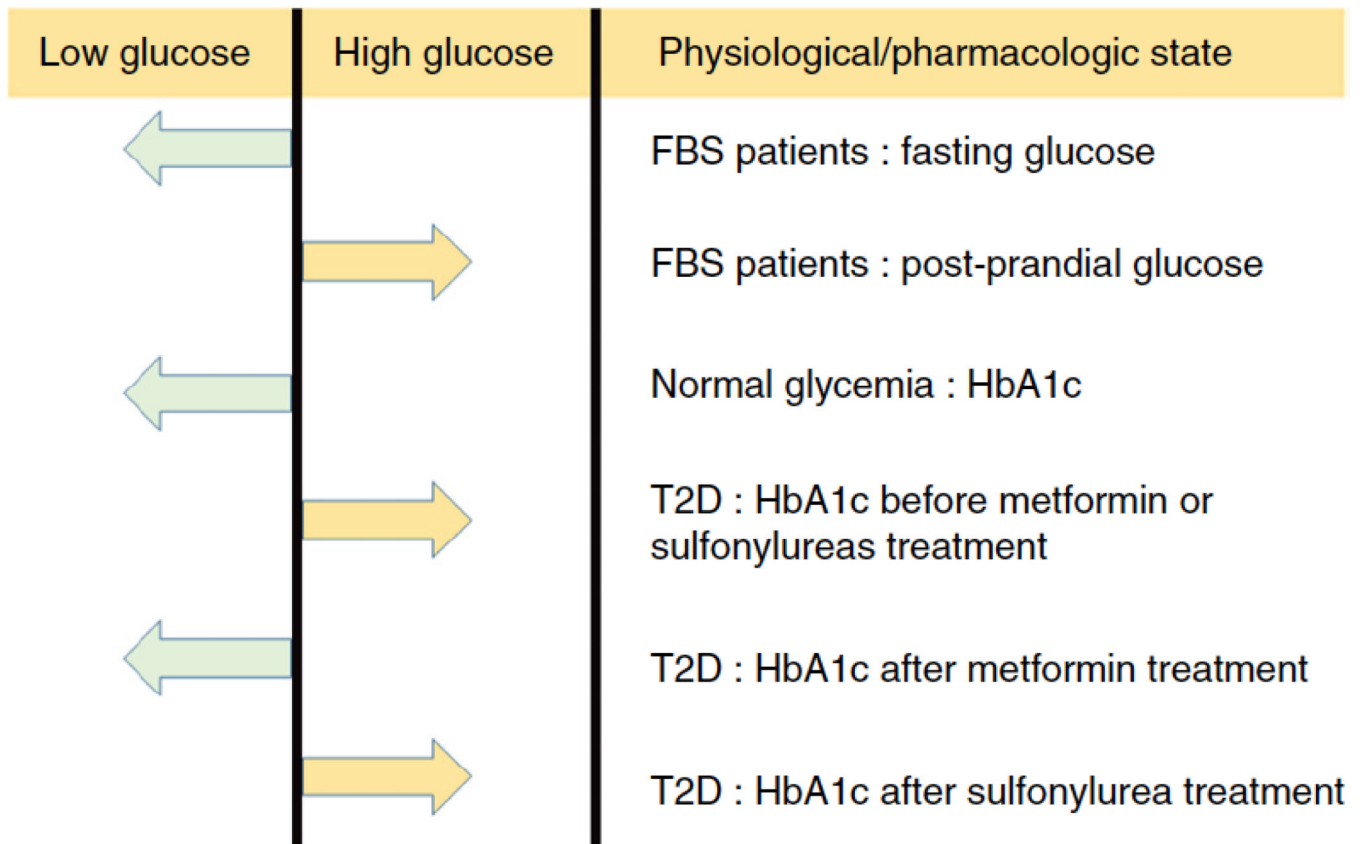 Low glucose
High glucose
Physiological/pharmacologic state
FBS patients : fasting glucose
FBS patients : post-prandial glucose
Normal glycemia : HbA1c
T2D : HbA1c before metformin or
sulfonylureas treatment
T2D : HbA1c after metformin treatment
T2D : HbA1c after sulfonylurea treatment